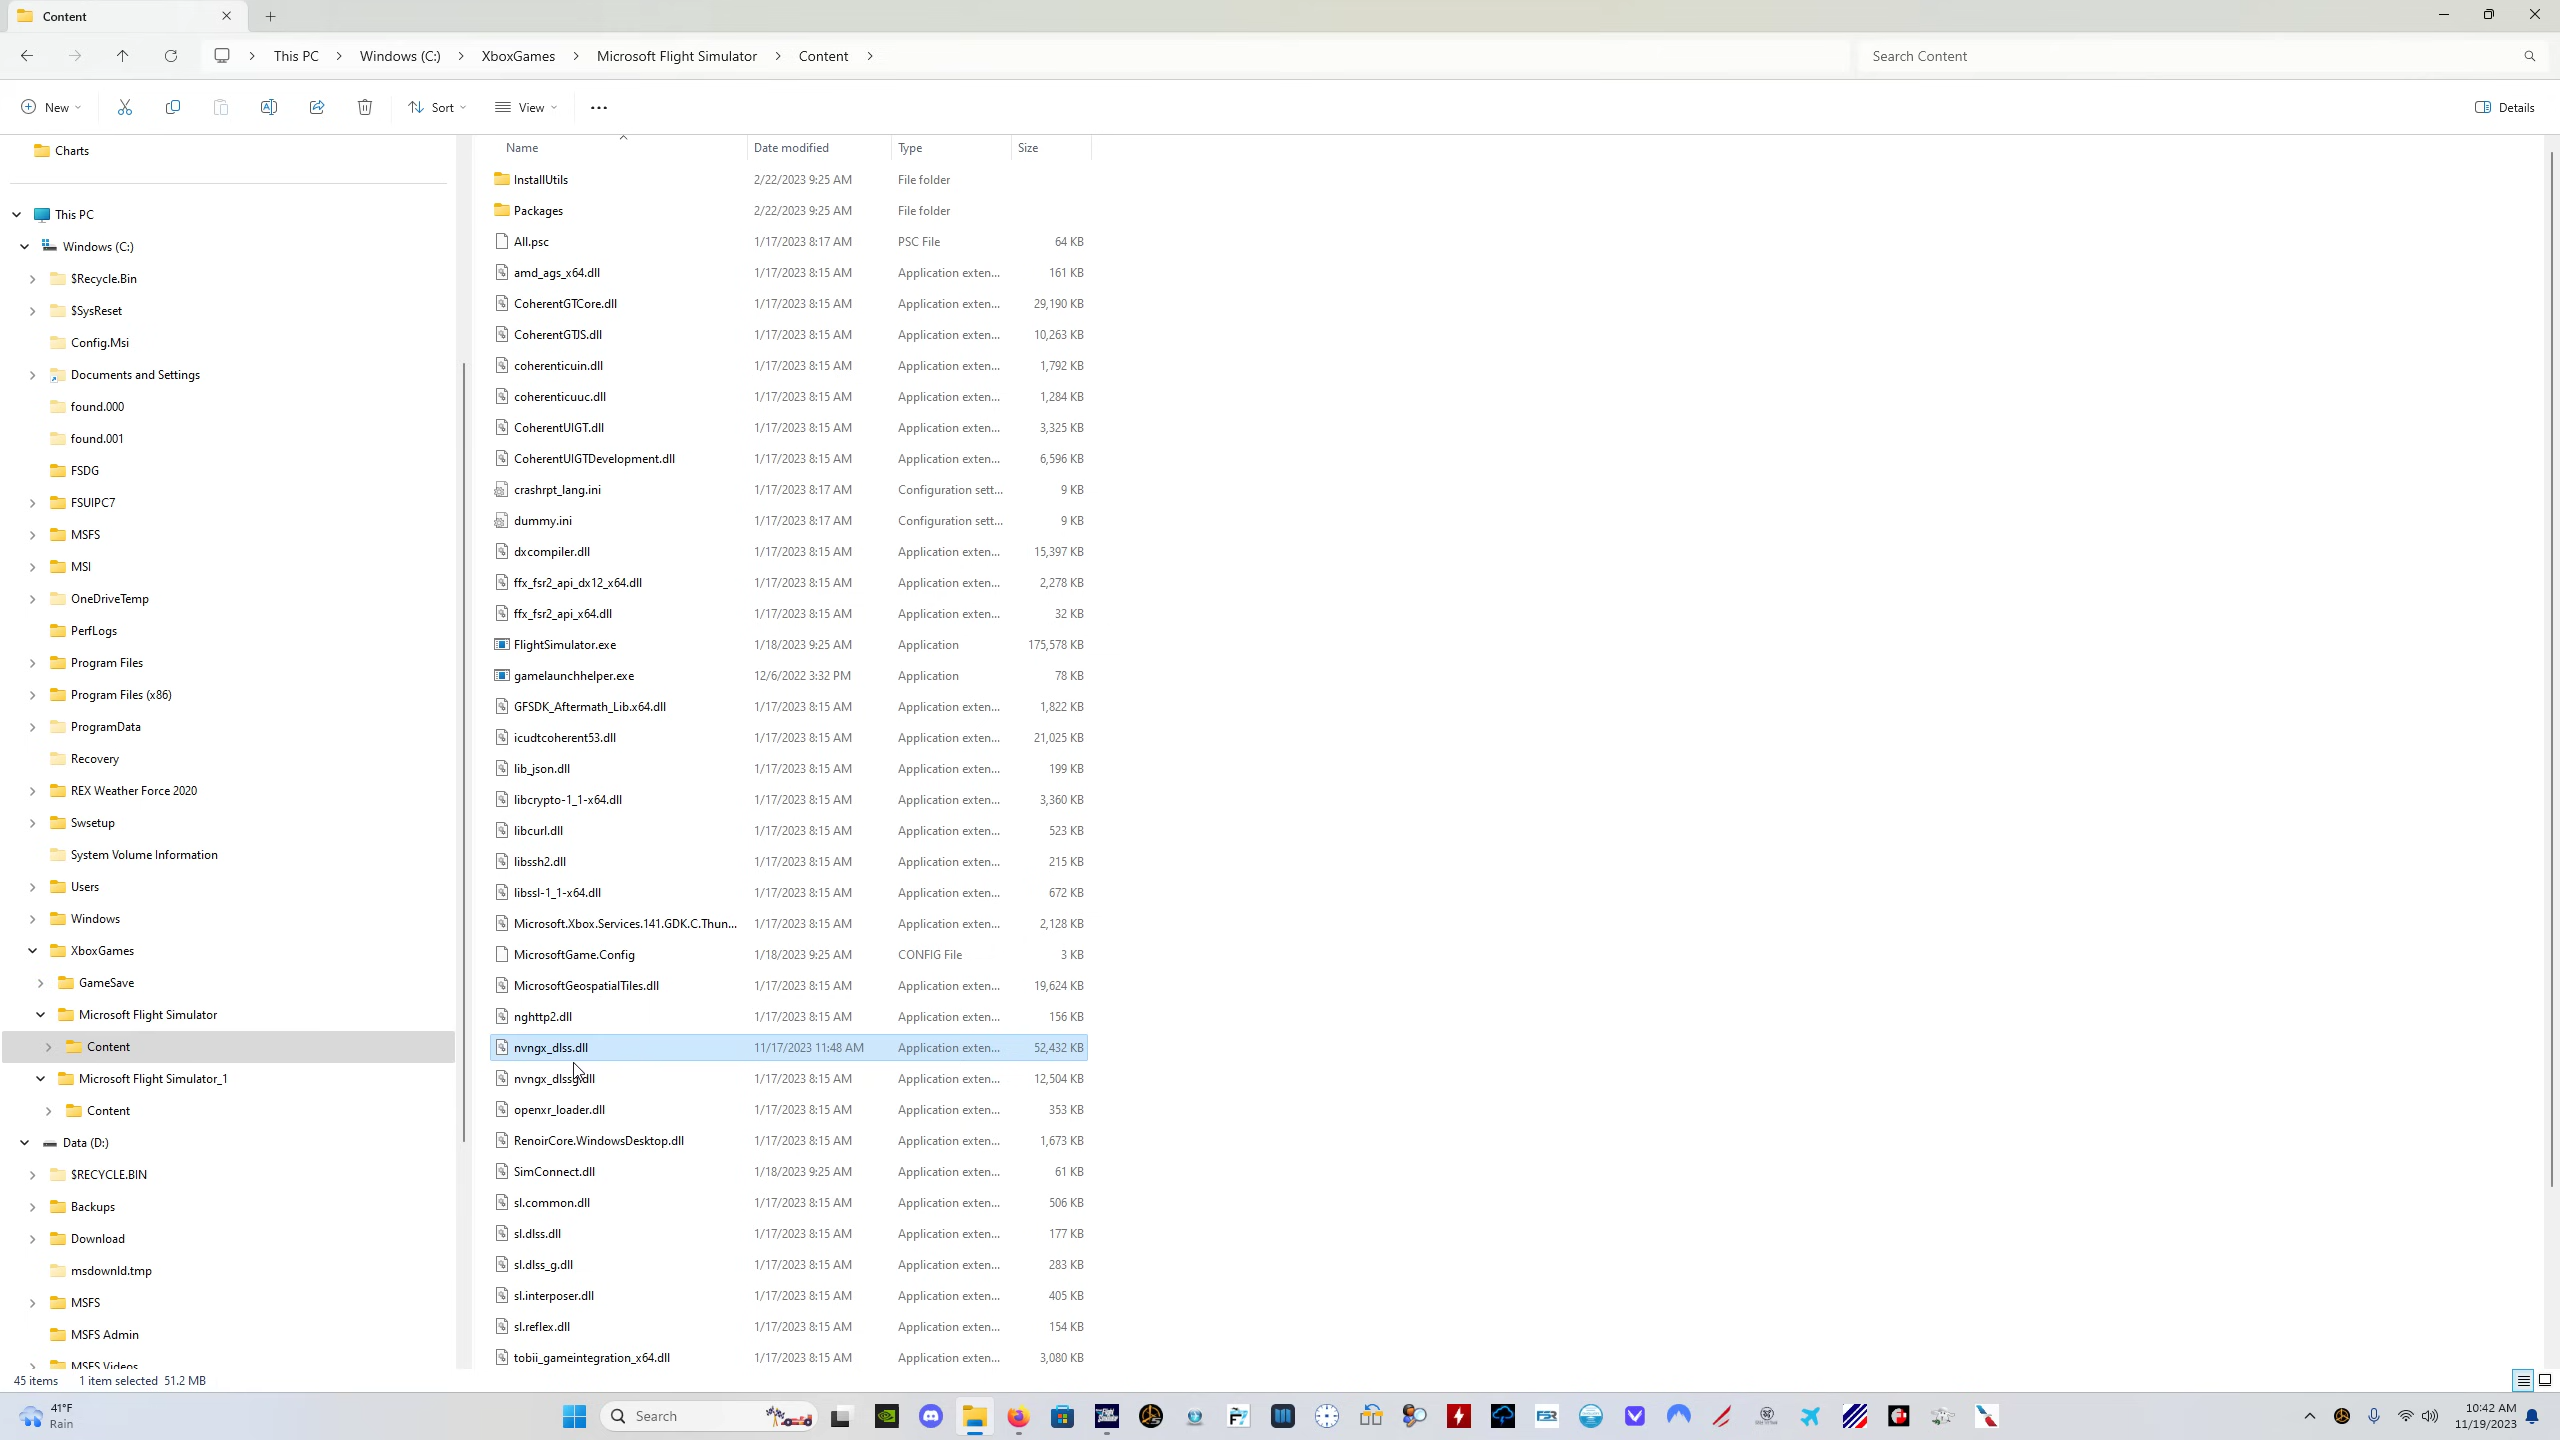 Content
This PC
Windows (C:)
XboxGames
Microsoft Flight Simulator
Content
Search Content
New
Sort
View
Details
Charts
This PC
Windows (C:)
$Recycle.Bin
$SysReset
Config.Msi
Documents and Settings
found.000
found.001
FSDG
FSUIPC7
MSFS
MSI
OneDriveTemp
PerfLogs
Program Files
Program Files (x86)
ProgramData
Recovery
REX Weather Force 2020
Swsetup
System Volume Information
Users
Windows
XboxGames
GameSave
Microsoft Flight Simulator
Content
Microsoft Flight Simulator_1
Content
Data (D:)
$RECYCLE.BIN
Backups
Download
msdownld.tmp
MSFS
MSFS Admin
MSFS Videos
Name Date modified Type Size
InstallUtils 2/22/2023 9:25 AM File folder
Packages 2/22/2023 9:25 AM File folder
All.psc 1/17/2023 8:17 AM PSC File 64 KB
amd_ags_x64.dll 1/17/2023 8:15 AM Application exten... 161 KB
CoherentGTCore.dll 1/17/2023 8:15 AM Application exten... 29,190 KB
CoherentGTJS.dll 1/17/2023 8:15 AM Application exten... 10,263 KB
coherenticuin.dll 1/17/2023 8:15 AM Application exten... 1,792 KB
coherenticuuc.dll 1/17/2023 8:15 AM Application exten... 1,284 KB
CoherentUIGT.dll 1/17/2023 8:15 AM Application exten... 3,325 KB
CoherentUIGTDevelopment.dll 1/17/2023 8:15 AM Application exten... 6,596 KB
crashrpt_lang.ini 1/17/2023 8:17 AM Configuration sett... 9 KB
dummy.ini 1/17/2023 8:17 AM Configuration sett... 9 KB
dxcompiler.dll 1/17/2023 8:15 AM Application exten... 15,397 KB
ffx_fsr2_api_dx12_x64.dll 1/17/2023 8:15 AM Application exten... 2,278 KB
ffx_fsr2_api_x64.dll 1/17/2023 8:15 AM Application exten... 32 KB
FlightSimulator.exe 1/18/2023 9:25 AM Application 175,578 KB
gamelaunchhelper.exe 12/6/2022 3:32 PM Application 78 KB
GFSDK_Aftermath_Lib.x64.dll 1/17/2023 8:15 AM Application exten... 1,822 KB
icudtcoherent53.dll 1/17/2023 8:15 AM Application exten... 21,025 KB
lib_json.dll 1/17/2023 8:15 AM Application exten... 199 KB
libcrypto-1_1-x64.dll 1/17/2023 8:15 AM Application exten... 3,360 KB
libcurl.dll 1/17/2023 8:15 AM Application exten... 523 KB
libssh2.dll 1/17/2023 8:15 AM Application exten... 215 KB
libssl-1_1-x64.dll 1/17/2023 8:15 AM Application exten... 672 KB
Microsoft.Xbox.Services.141.GDK.C.Thun... 1/17/2023 8:15 AM Application exten... 2,128 KB
MicrosoftGame.Config 1/18/2023 9:25 AM CONFIG File 3 KB
MicrosoftGeospatialTiles.dll 1/17/2023 8:15 AM Application exten... 19,624 KB
nghttp2.dll 1/17/2023 8:15 AM Application exten... 156 KB
nvngx_dlss.dll 11/17/2023 11:48 AM Application exten... 52,432 KB
nvngx_dlssg.dll 1/17/2023 8:15 AM Application exten... 12,504 KB
openxr_loader.dll 1/17/2023 8:15 AM Application exten... 353 KB
RenoirCore.WindowsDesktop.dll 1/17/2023 8:15 AM Application exten... 1,673 KB
SimConnect.dll 1/18/2023 9:25 AM Application exten... 61 KB
sl.common.dll 1/17/2023 8:15 AM Application exten... 506 KB
sl.dlss.dll 1/17/2023 8:15 AM Application exten... 177 KB
sl.dlss_g.dll 1/17/2023 8:15 AM Application exten... 283 KB
sl.interposer.dll 1/17/2023 8:15 AM Application exten... 405 KB
sl.reflex.dll 1/17/2023 8:15 AM Application exten... 154 KB
tobii_gameintegration_x64.dll 1/17/2023 8:15 AM Application exten... 3,080 KB
45 items 1 item selected 51.2 MB
41°F
Rain
Search
FSR
10:42 AM
11/19/2023